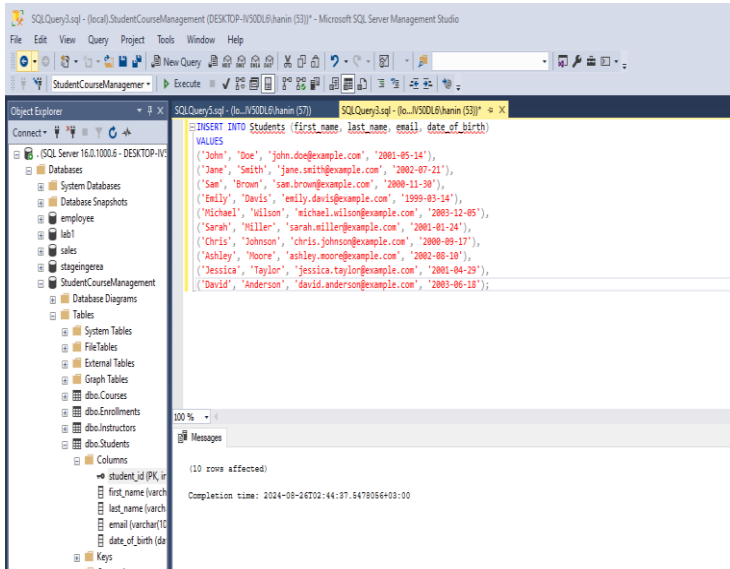 SQLQuery3.sql - (local).StudentCourseManagement (DESKTOP-IV50DL6\hanin (53))* - Microsoft SQL Server Management Studio
File Edit View Query Project Tools Window Help
New Query
StudentCourseManagemer Execute
Object Explorer
SQLQuery5.sql - (lo...IV50DL6\hanin (57))
SQLQuery3.sql - (lo...IV50DL6\hanin (53))*
Connect
. (SQL Server 16.0.1000.6 - DESKTOP-IV5
Databases
System Databases
Database Snapshots
employee
lab1
sales
stageingerea
StudentCourseManagement
Database Diagrams
Tables
System Tables
FileTables
External Tables
Graph Tables
dbo.Courses
dbo.Enrollments
dbo.Instructors
dbo.Students
Columns
student_id (PK, in
first_name (varch
last_name (varch
email (varchar(10
date_of_birth (da
Keys
INSERT INTO Students (first_name, last_name, email, date_of_birth)
VALUES
('John', 'Doe', 'john.doe@example.com', '2001-05-14'),
('Jane', 'Smith', 'jane.smith@example.com', '2002-07-21'),
('Sam', 'Brown', 'sam.brown@example.com', '2000-11-30'),
('Emily', 'Davis', 'emily.davis@example.com', '1999-03-14'),
('Michael', 'Wilson', 'michael.wilson@example.com', '2003-12-05'),
('Sarah', 'Miller', 'sarah.miller@example.com', '2001-01-24'),
('Chris', 'Johnson', 'chris.johnson@example.com', '2000-09-17'),
('Ashley', 'Moore', 'ashley.moore@example.com', '2002-08-10'),
('Jessica', 'Taylor', 'jessica.taylor@example.com', '2001-04-29'),
('David', 'Anderson', 'david.anderson@example.com', '2003-06-18');
100 %
Messages
(10 rows affected)
Completion time: 2024-08-26T02:44:37.5478056+03:00